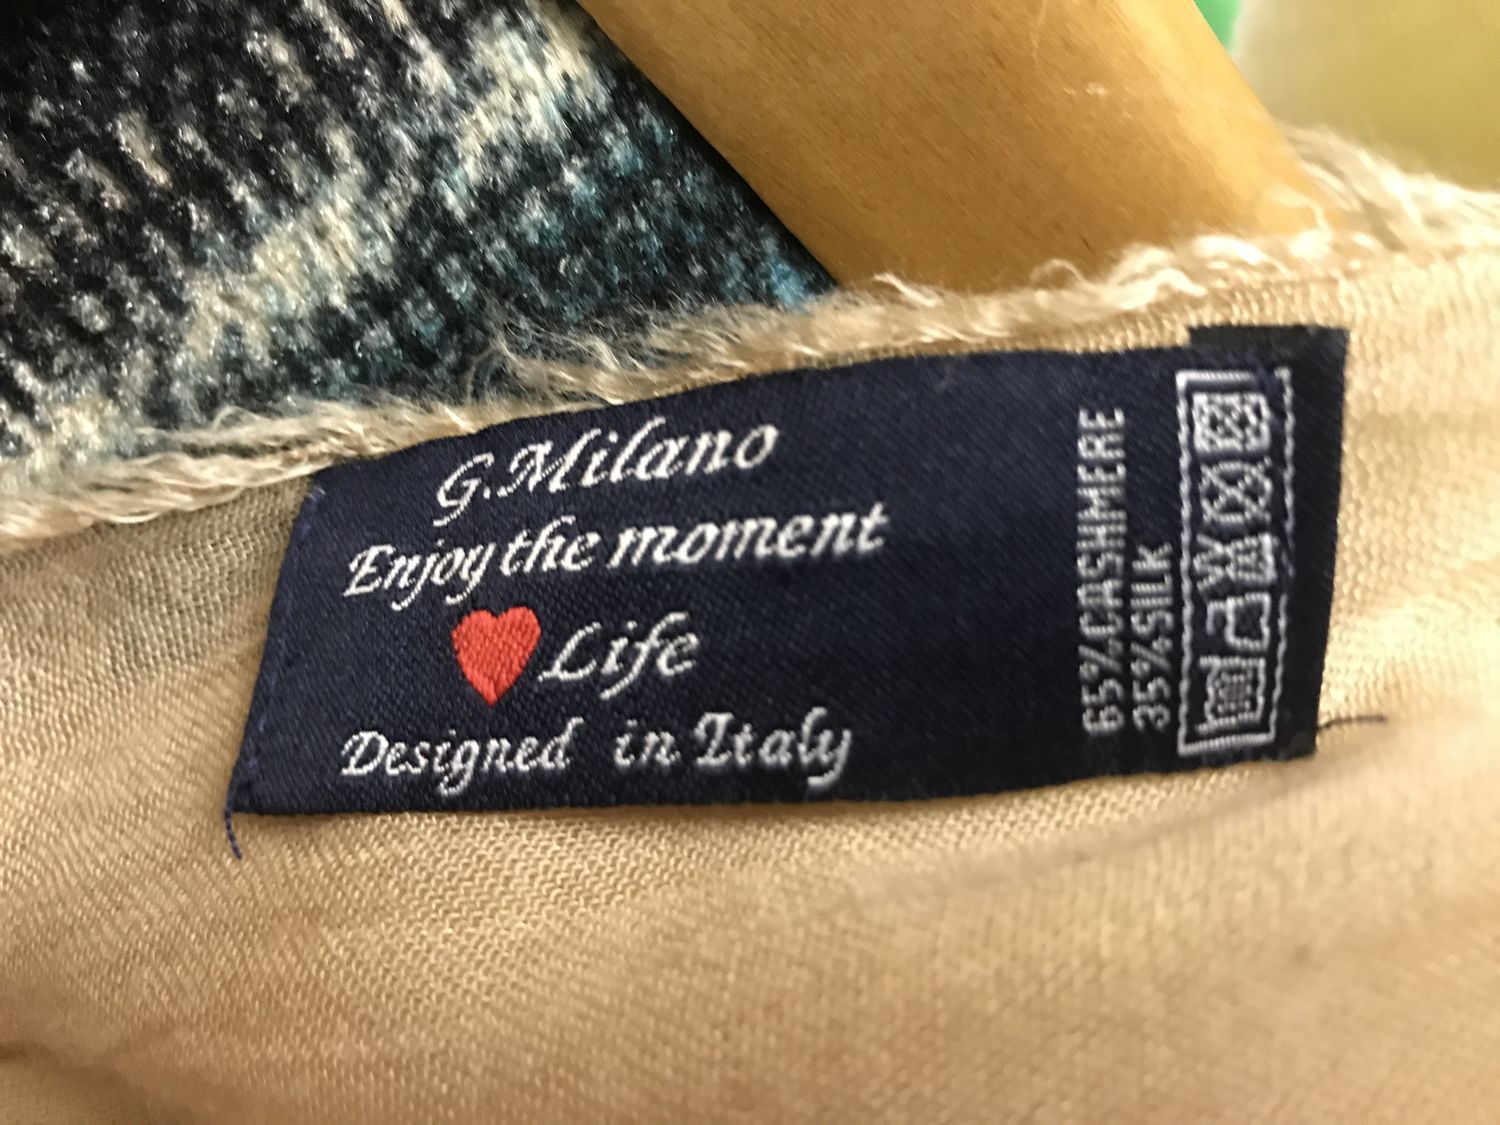 G.Milano
Enjoy the moment
Life
Designed in Italy
65%CASHMERE
35%SILK